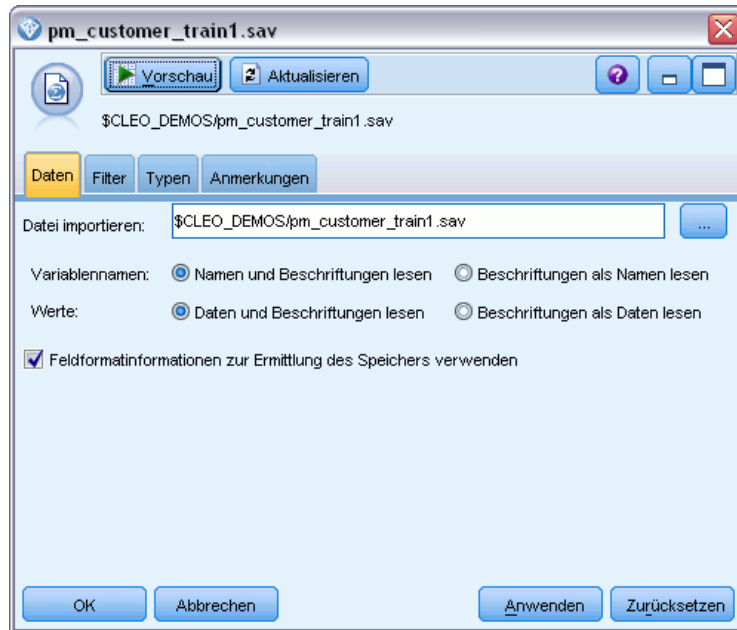 pm_customer_train1.sav
Vorschau
Aktualisieren
?
$CLEO_DEMOS/pm_customer_train1.sav
Daten
Filter
Typen
Anmerkungen
Datei importieren: $CLEO_DEMOS/pm_customer_train1.sav ...
Variablennamen: Namen und Beschriftungen lesen Beschriftungen als Namen lesen
Werte: Daten und Beschriftungen lesen Beschriftungen als Daten lesen
Feldformatinformationen zur Ermittlung des Speichers verwenden
OK
Abbrechen
Anwenden
Zurücksetzen